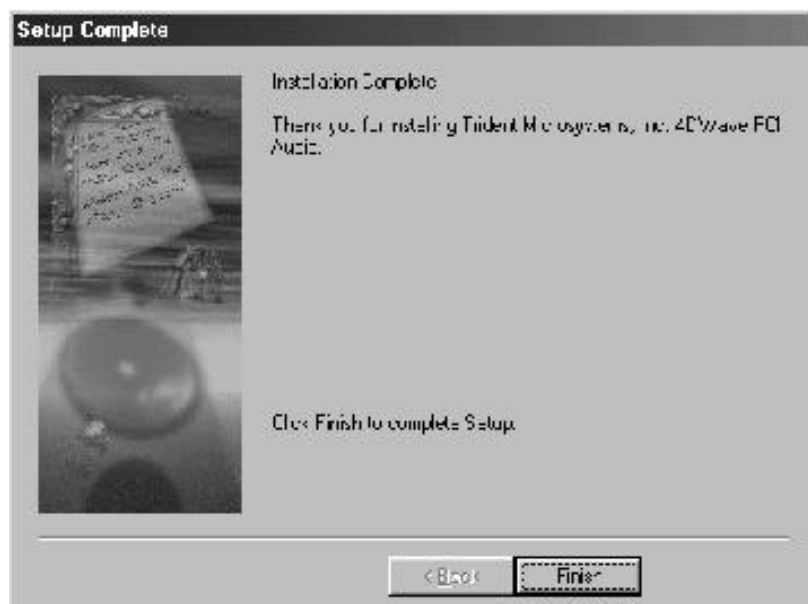 Setup Complete
Installation Complete
Thank you for installing Trident Microsystems, Inc. 4DWave PCI
Audio.
Click Finish to complete Setup.
< Back
Finish